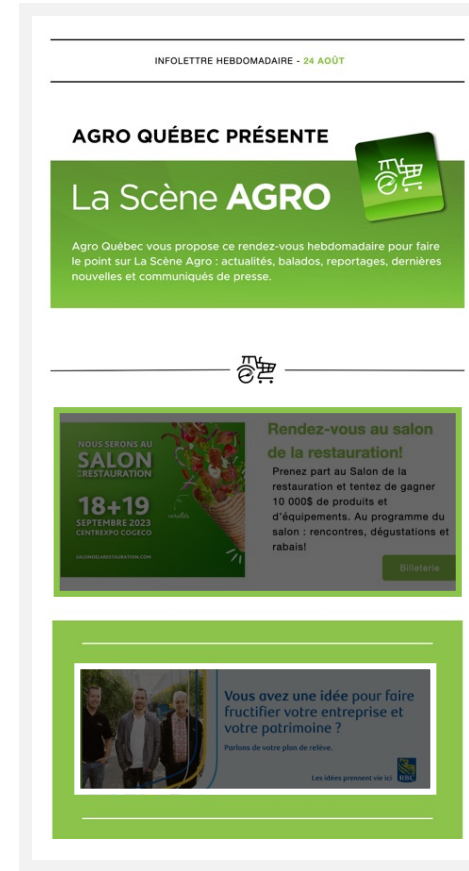 INFOLETTRE HEBDOMADAIRE - 24 AOÛT
AGRO QUÉBEC PRÉSENTE
La Scène AGRO
Agro Québec vous propose ce rendez-vous hebdomadaire pour faire
le point sur La Scène Agro : actualités, balados, reportages, dernières
nouvelles et communiqués de presse.
NOUS SERONS AU
SALON
DE LA
RESTAURATION
18+19
SEPTEMBRE 2023
CENTREXPO COGECO
SALONDELARESTAURATION.COM
Rendez-vous au salon
de la restauration!
Prenez part au Salon de la
restauration et tentez de gagner
10 000$ de produits et
d'équipements. Au programme du
salon : rencontres, dégustations et
rabais!
Billeterie
Vous avez une idée pour faire
fructifier votre entreprise et
votre patrimoine ?
Parlons de votre plan de relève.
Les idées prennent vie ici
RBC